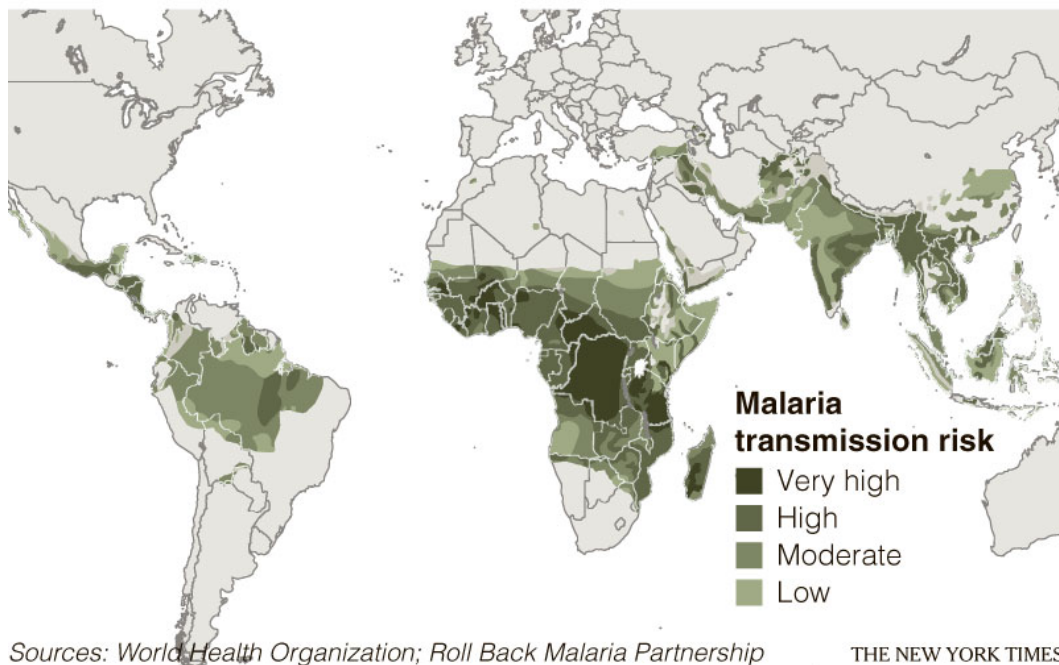 Malaria
transmission risk
Very high
High
Moderate
Low
Sources: World Health Organization; Roll Back Malaria Partnership
THE NEW YORK TIMES